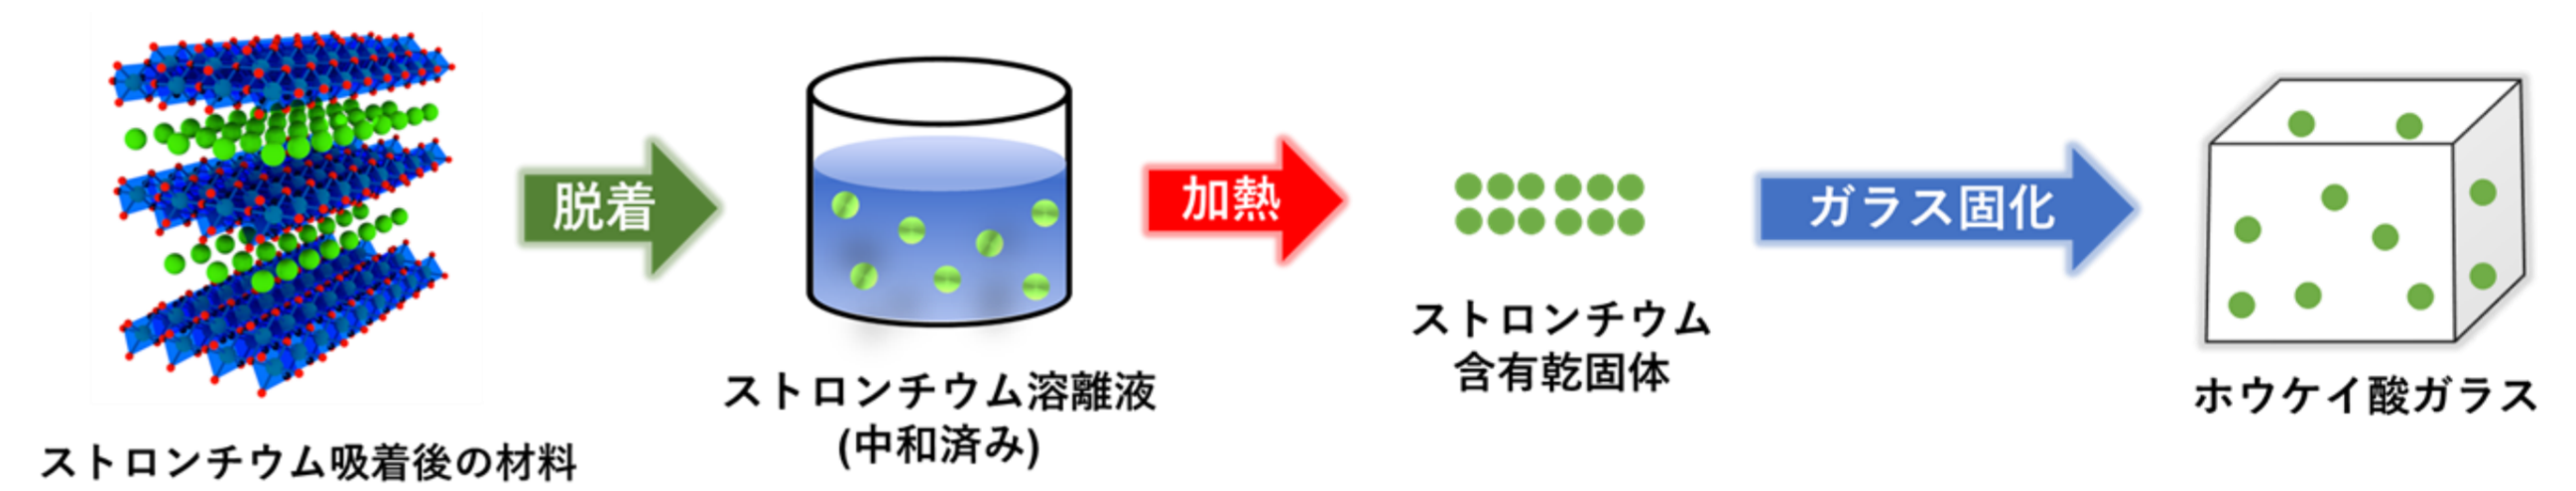 脱着
加熱
ガラス固化
ストロンチウム吸着後の材料
ストロンチウム溶離液
(中和済み)
ストロンチウム
含有乾固体
ホウケイ酸ガラス